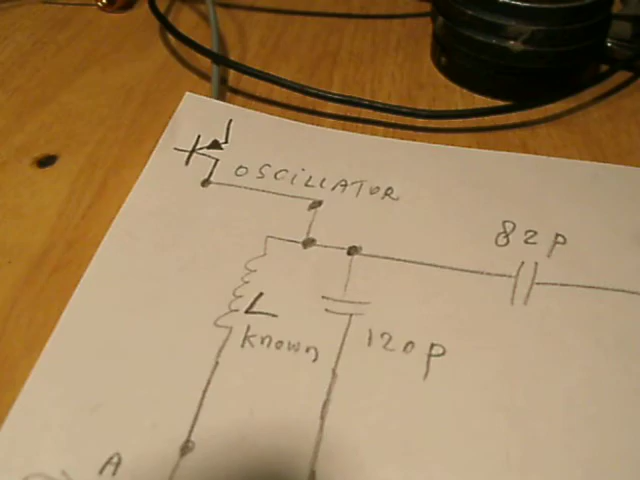 OSCILLATOR
82p
L
known
120p
A